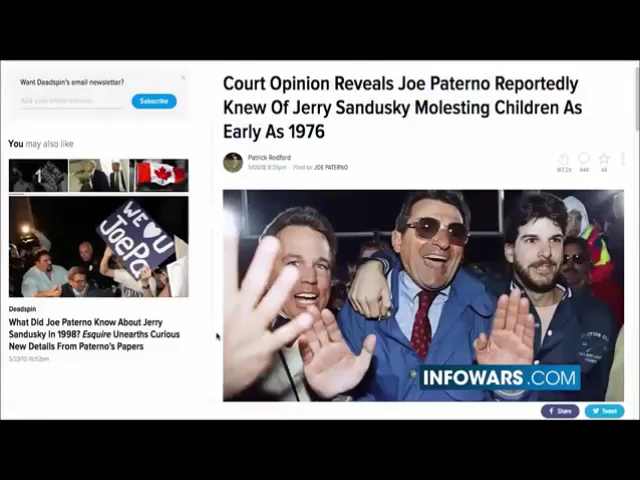 Want Deadspin's email newsletter?
Subscribe
Court Opinion Reveals Joe Paterno Reportedly
Knew Of Jerry Sandusky Molesting Children As
Early As 1976
Patrick Redford
Filed to: JOE PATERNO
You may also like
WE
JoePa
Deadspin
What Did Joe Paterno Know About Jerry
Sandusky In 1998? Esquire Unearths Curious
New Details From Paterno's Papers
INFOWARS.COM
Share
Tweet